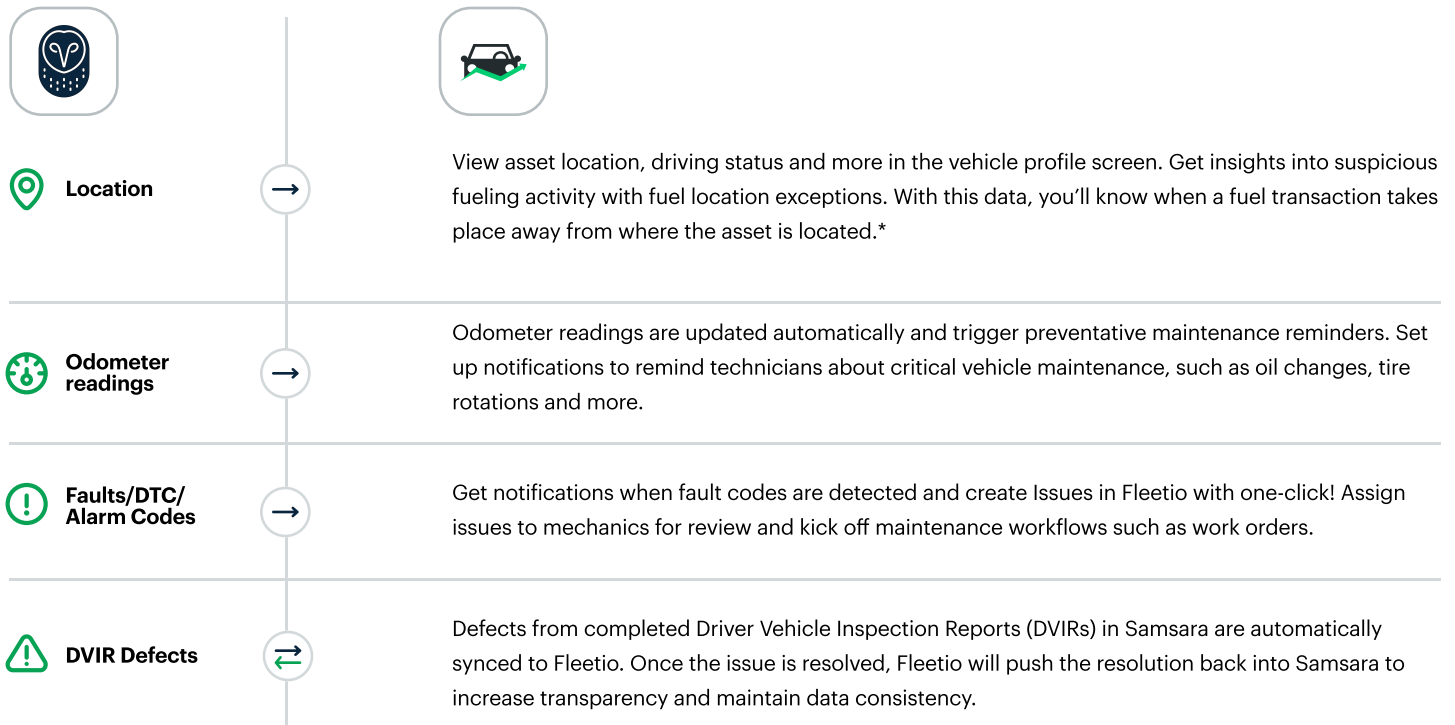 Location
View asset location, driving status and more in the vehicle profile screen. Get insights into suspicious
fueling activity with fuel location exceptions. With this data, you’ll know when a fuel transaction takes
place away from where the asset is located.*
Odometer
readings
Odometer readings are updated automatically and trigger preventative maintenance reminders. Set
up notifications to remind technicians about critical vehicle maintenance, such as oil changes, tire
rotations and more.
Faults/DTC/
Alarm Codes
Get notifications when fault codes are detected and create Issues in Fleetio with one-click! Assign
issues to mechanics for review and kick off maintenance workflows such as work orders.
DVIR Defects
Defects from completed Driver Vehicle Inspection Reports (DVIRs) in Samsara are automatically
synced to Fleetio. Once the issue is resolved, Fleetio will push the resolution back into Samsara to
increase transparency and maintain data consistency.